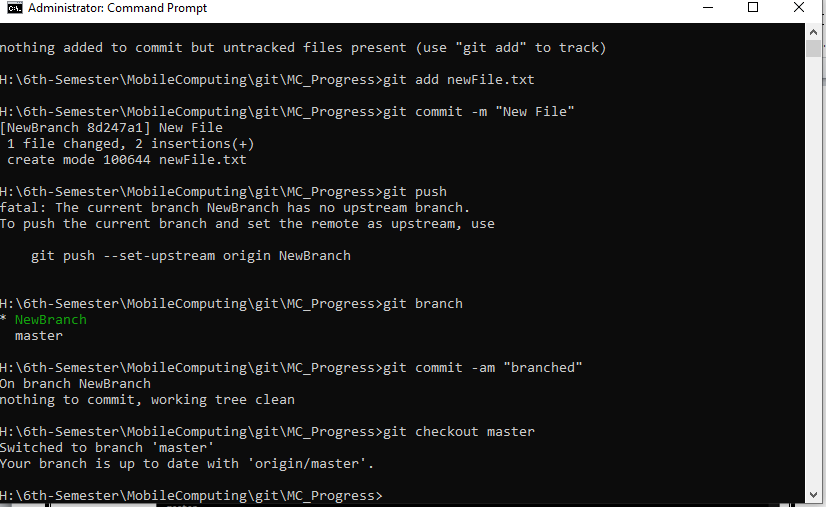 Administrator: Command Prompt
nothing added to commit but untracked files present (use "git add" to track)
H:\6th-Semester\MobileComputing\git\MC_Progress>git add newFile.txt
H:\6th-Semester\MobileComputing\git\MC_Progress>git commit -m "New File"
[NewBranch 8d247a1] New File
1 file changed, 2 insertions(+)
create mode 100644 newFile.txt
H:\6th-Semester\MobileComputing\git\MC_Progress>git push
fatal: The current branch NewBranch has no upstream branch.
To push the current branch and set the remote as upstream, use
git push --set-upstream origin NewBranch
H:\6th-Semester\MobileComputing\git\MC_Progress>git branch
* NewBranch
master
H:\6th-Semester\MobileComputing\git\MC_Progress>git commit -am "branched"
On branch NewBranch
nothing to commit, working tree clean
H:\6th-Semester\MobileComputing\git\MC_Progress>git checkout master
Switched to branch 'master'
Your branch is up to date with 'origin/master'.
H:\6th-Semester\MobileComputing\git\MC_Progress>